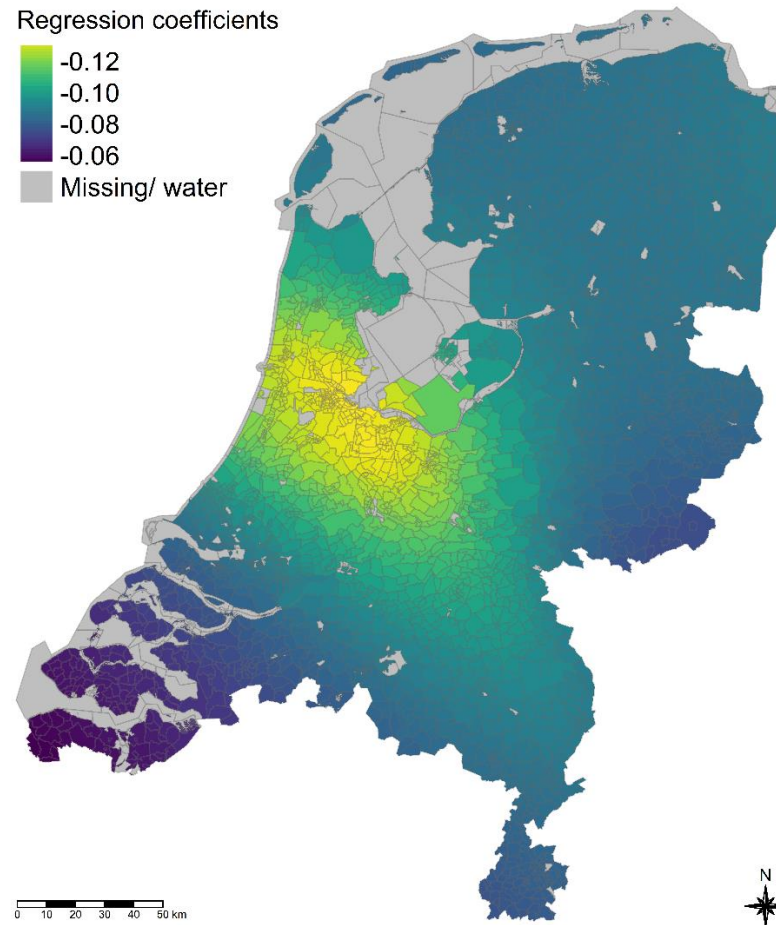 Regression coefficients
-0.12
-0.10
-0.08
-0.06
Missing/ water
0 10 20 30 40 50 km
N